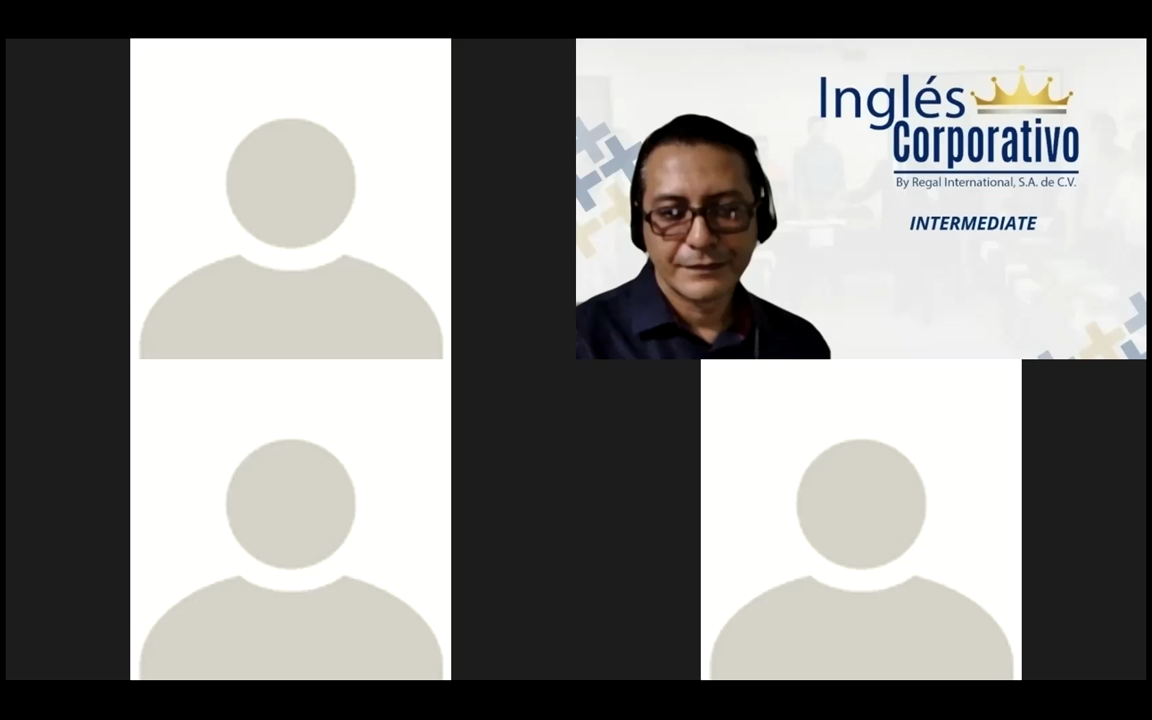 Inglés
Corporativo
By Regal International, S.A. de C.V.
INTERMEDIATE